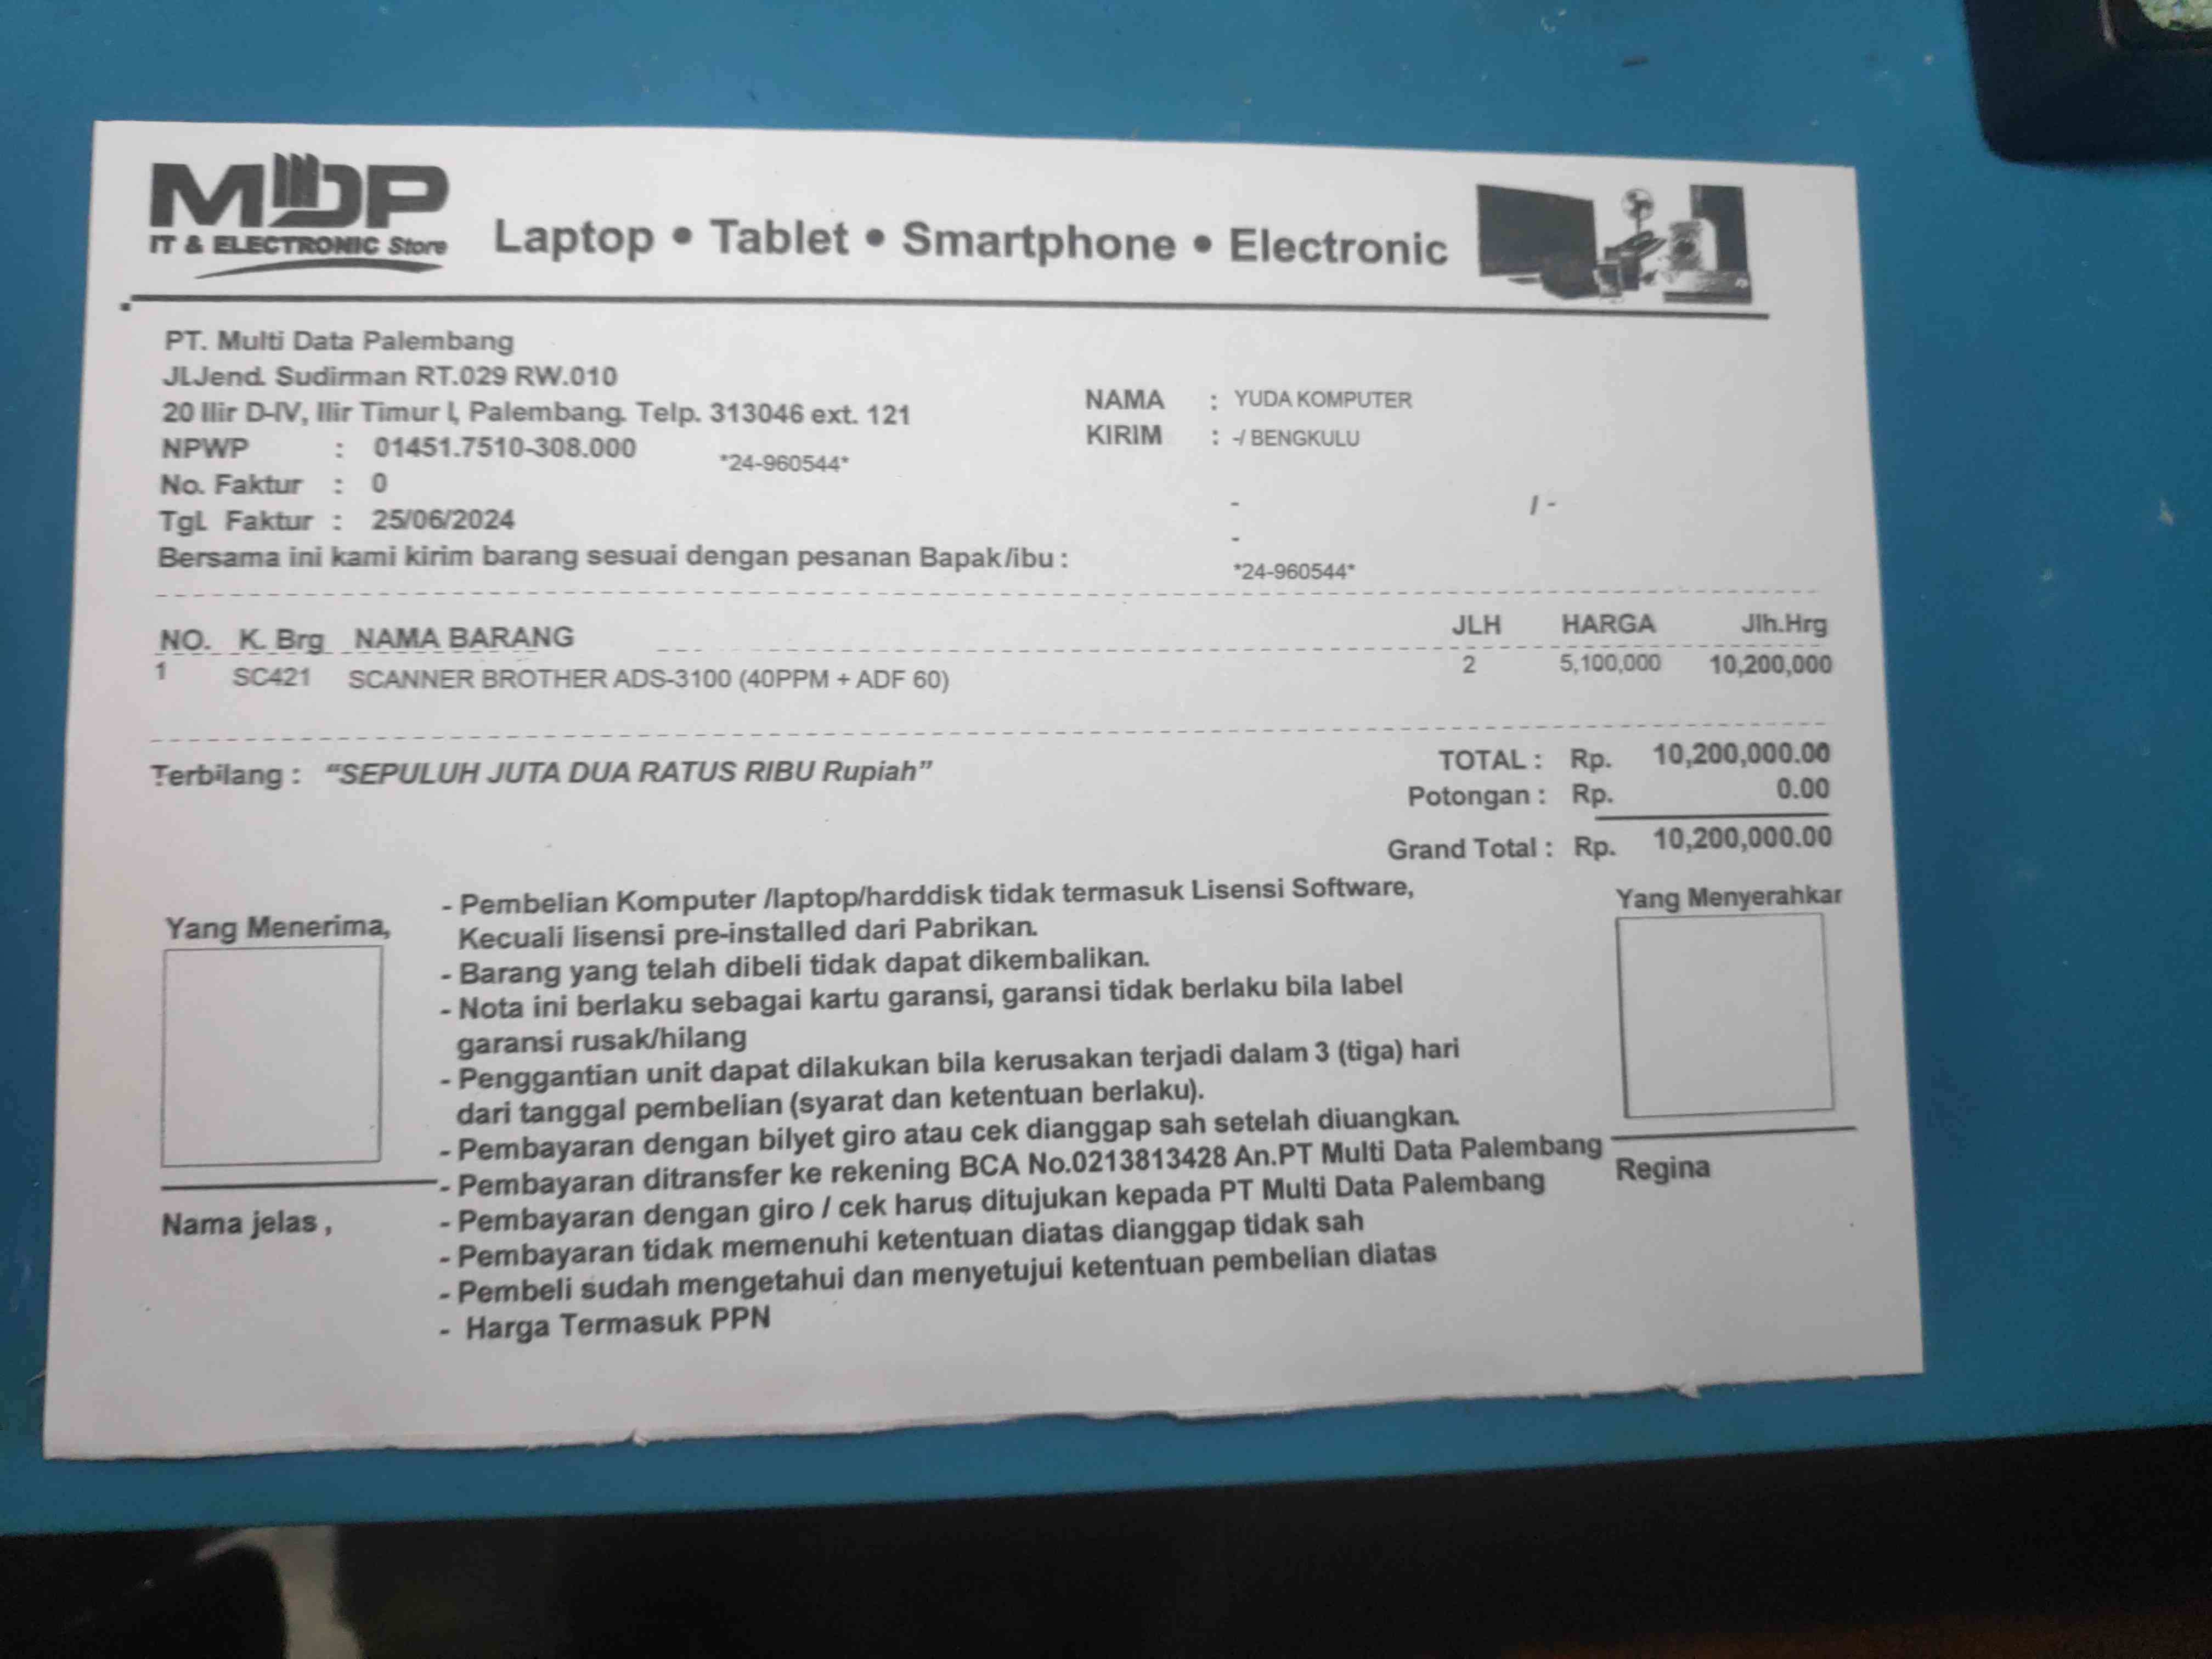 MDP
IT & ELECTRONIC Store
Laptop • Tablet • Smartphone • Electronic
PT. Multi Data Palembang
Jl.Jend. Sudirman RT.029 RW.010
20 Ilir D-IV, Ilir Timur I, Palembang. Telp. 313046 ext. 121
NPWP : 01451.7510-308.000 *24-960544*
No. Faktur : 0
Tgl. Faktur : 25/06/2024
Bersama ini kami kirim barang sesuai dengan pesanan Bapak/ibu :
NAMA : YUDA KOMPUTER
KIRIM : -/ BENGKULU
- / -
-
*24-960544*
NO. K. Brg NAMA BARANG JLH HARGA Jlh.Hrg
1 SC421 SCANNER BROTHER ADS-3100 (40PPM + ADF 60) 2 5,100,000 10,200,000
Terbilang : “SEPULUH JUTA DUA RATUS RIBU Rupiah”
TOTAL : Rp. 10,200,000.00
Potongan : Rp. 0.00
Grand Total : Rp. 10,200,000.00
Yang Menerima,
Nama jelas ,
- Pembelian Komputer /laptop/harddisk tidak termasuk Lisensi Software,
Kecuali lisensi pre-installed dari Pabrikan.
- Barang yang telah dibeli tidak dapat dikembalikan.
- Nota ini berlaku sebagai kartu garansi, garansi tidak berlaku bila label
garansi rusak/hilang
- Penggantian unit dapat dilakukan bila kerusakan terjadi dalam 3 (tiga) hari
dari tanggal pembelian (syarat dan ketentuan berlaku).
- Pembayaran dengan bilyet giro atau cek dianggap sah setelah diuangkan.
- Pembayaran ditransfer ke rekening BCA No.0213813428 An.PT Multi Data Palembang
- Pembayaran dengan giro / cek harus ditujukan kepada PT Multi Data Palembang
- Pembayaran tidak memenuhi ketentuan diatas dianggap tidak sah
- Pembeli sudah mengetahui dan menyetujui ketentuan pembelian diatas
- Harga Termasuk PPN
Yang Menyerahkar
Regina